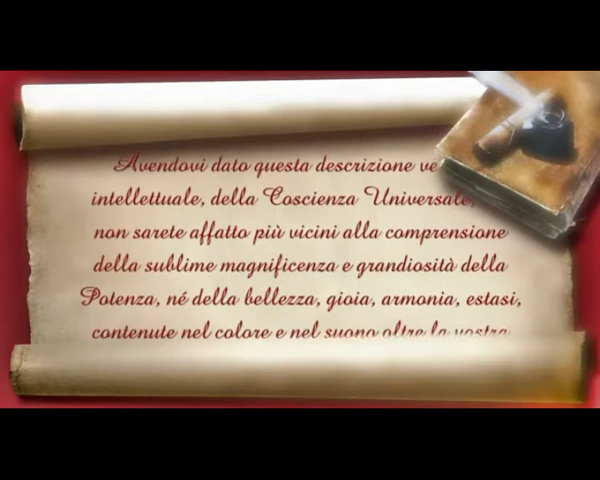 Avendovi dato questa descrizione
intellettuale, della Coscienza Universale,
non sarete affatto più vicini alla comprensione
della sublime magnificenza e grandiosità della
Potenza, né della bellezza, gioia, armonia, estasi,
contenute nel colore e nel suono oltre la vostra